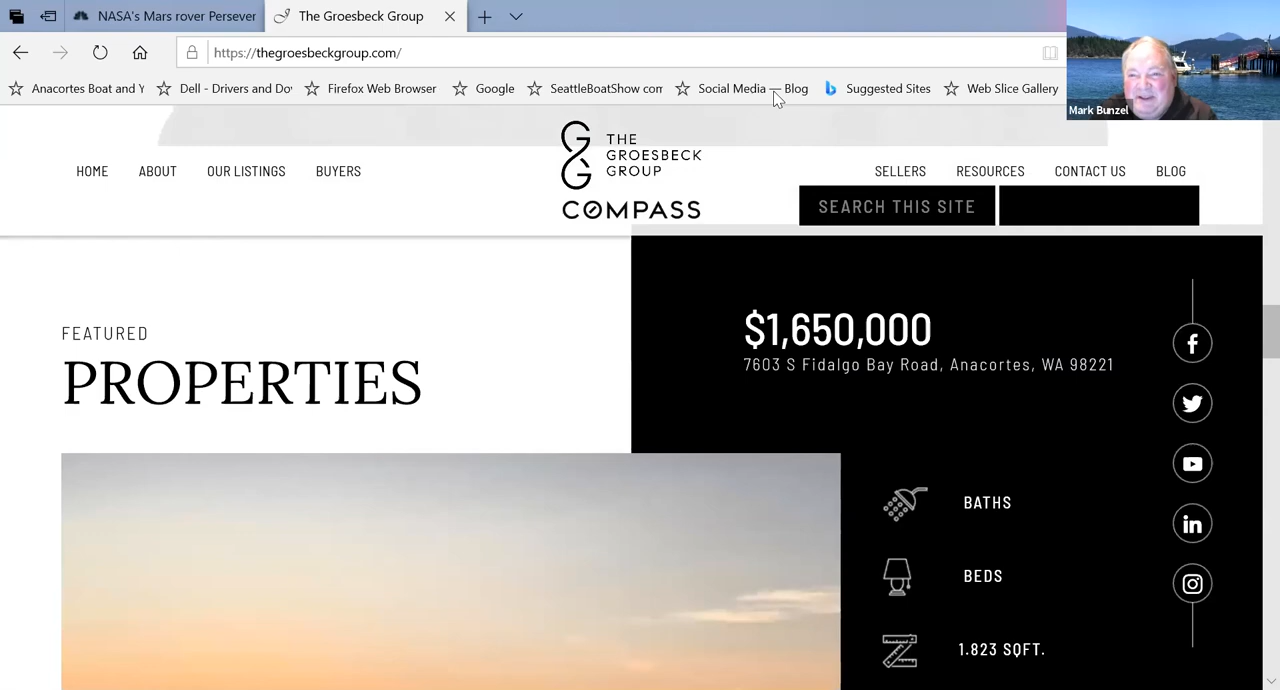 NASA's Mars rover Persever
The Groesbeck Group
https://thegroesbeckgroup.com/
Anacortes Boat and Y
Dell - Drivers and Do
Firefox Web Browser
Google
SeattleBoatShow com
Social Media — Blog
Suggested Sites
Web Slice Gallery
Mark Bunzel
HOME
ABOUT
OUR LISTINGS
BUYERS
THE
GROESBECK
GROUP
COMPASS
SELLERS
RESOURCES
CONTACT US
BLOG
SEARCH THIS SITE
FEATURED
PROPERTIES
$1,650,000
7603 S Fidalgo Bay Road, Anacortes, WA 98221
BATHS
BEDS
1.823 SQFT.